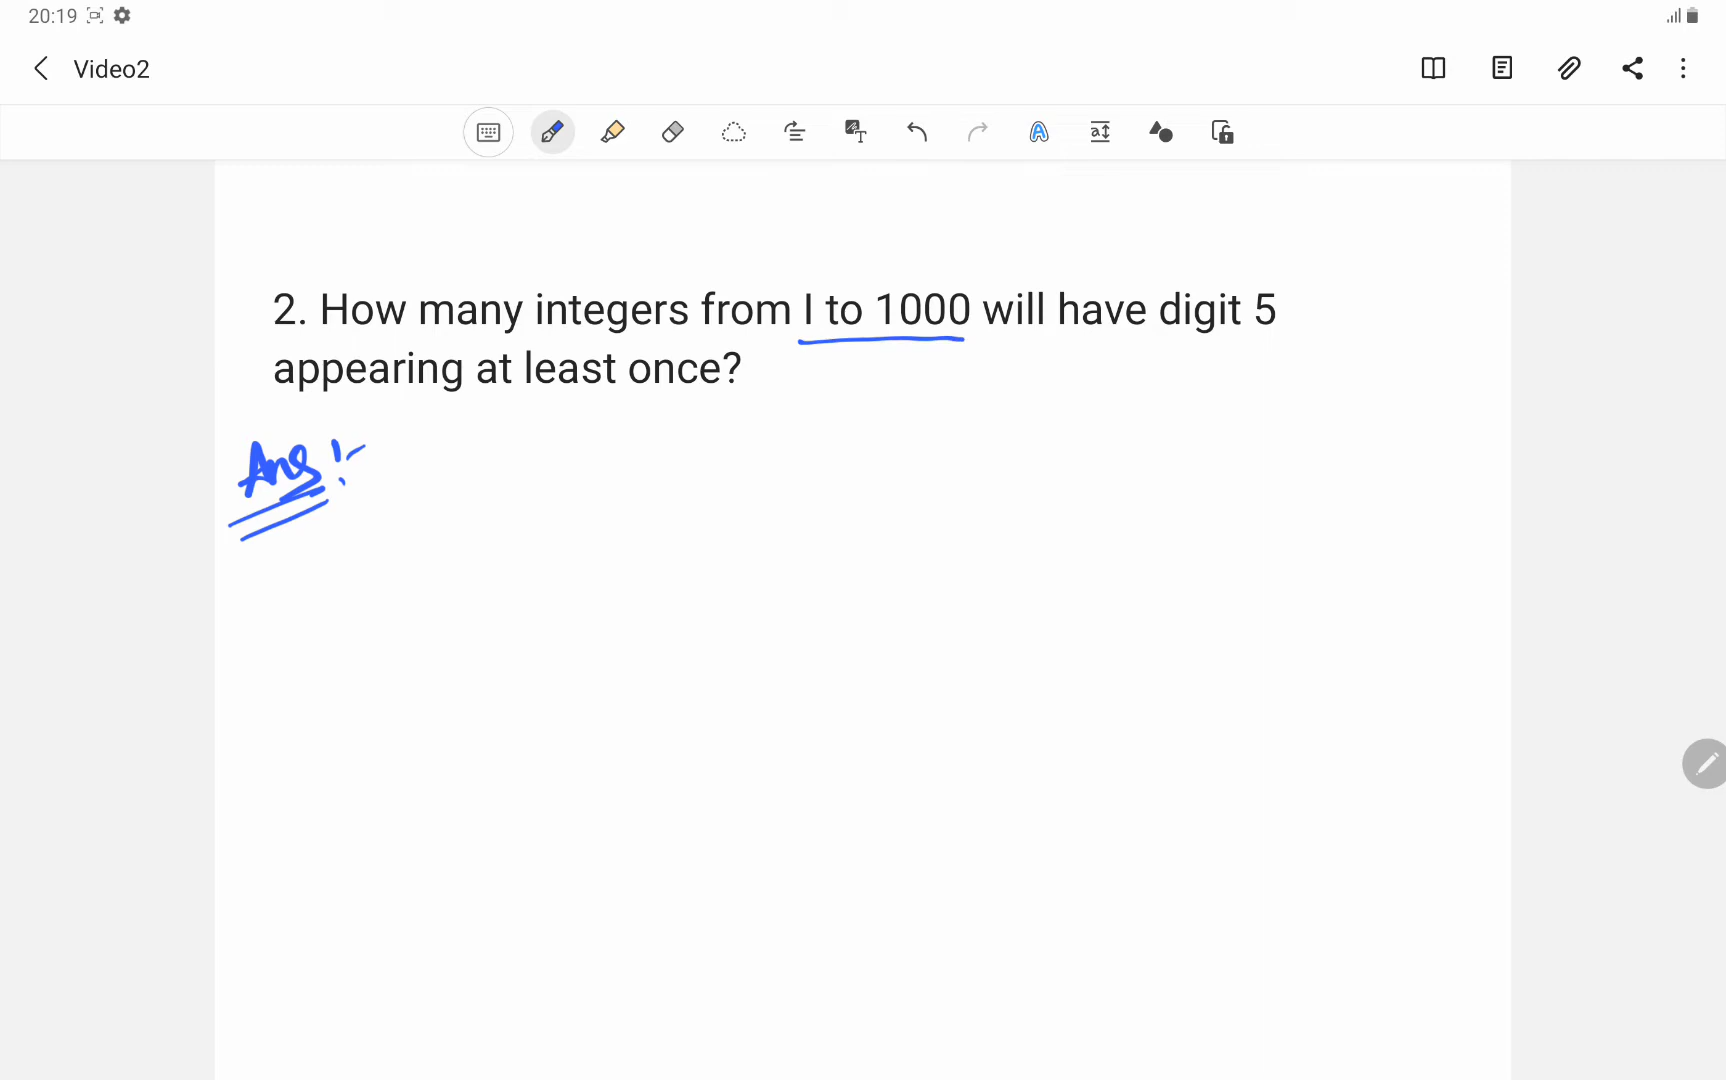 20:19
Video2
2. How many integers from I to 1000 will have digit 5
appearing at least once?
Ans :-